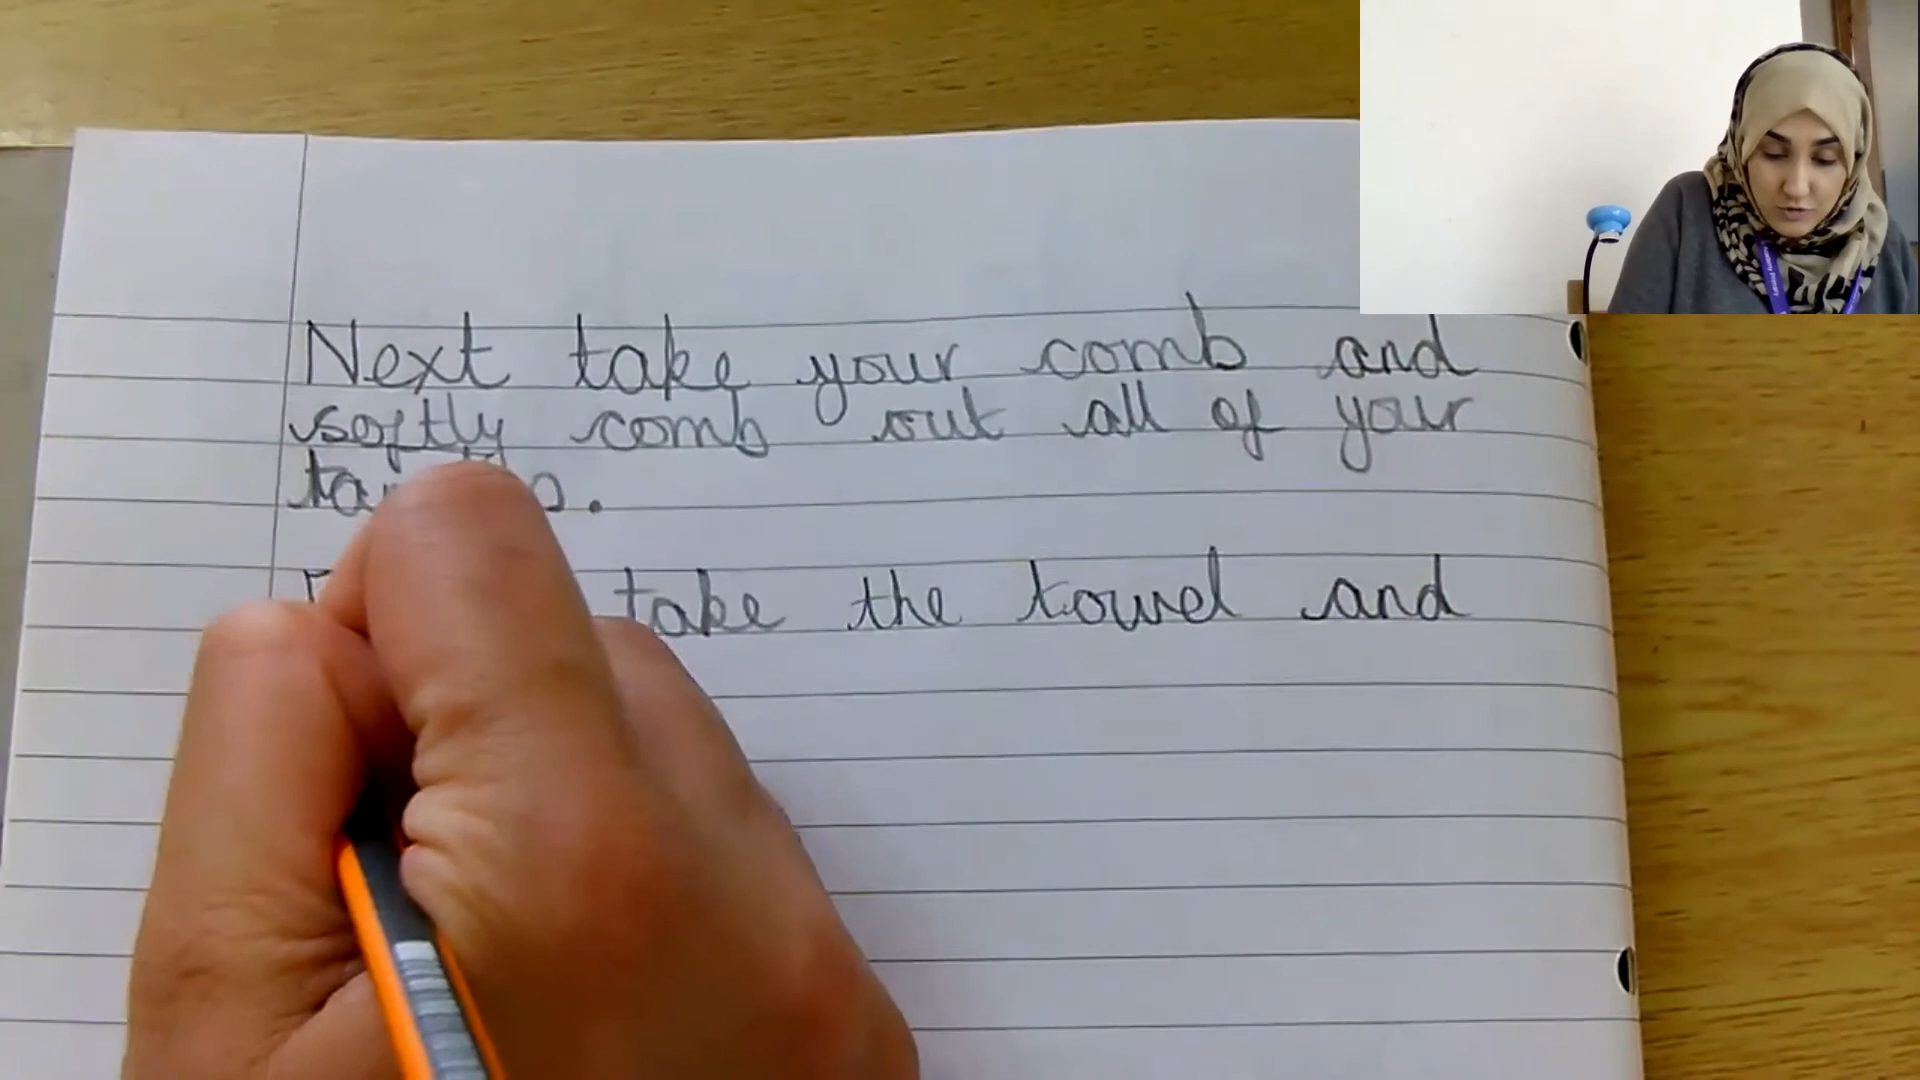 Next take your comb and
softly comb out all of your
take the towel and